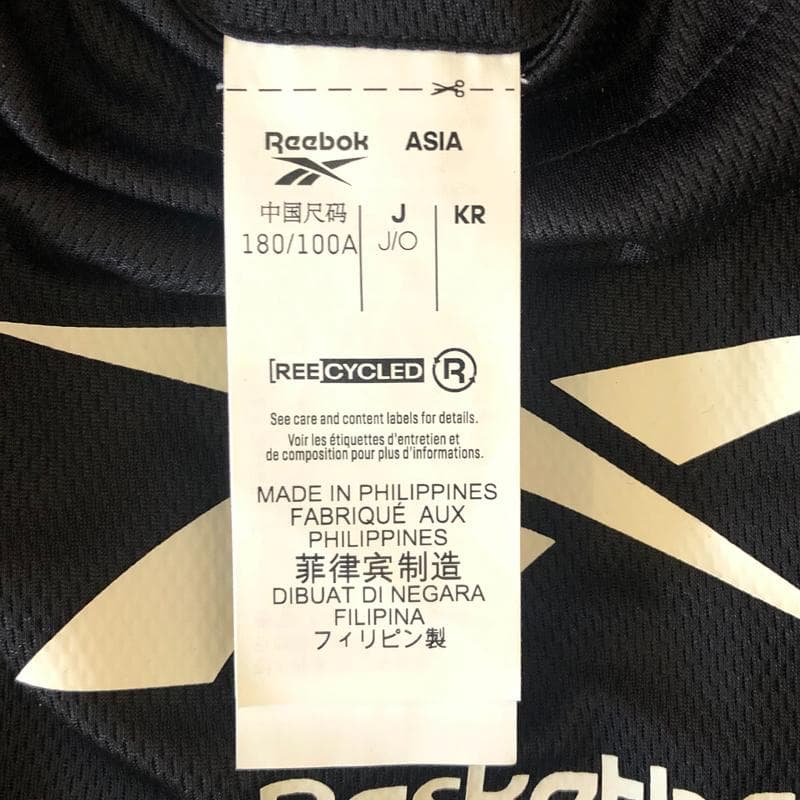 Reebok ASIA
中国尺码 J KR
180/100A J/O
[REE]CYCLED R
See care and content labels for details.
Voir les étiquettes d'entretien et
de composition pour plus d'informations.
MADE IN PHILIPPINES
FABRIQUÉ AUX
PHILIPPINES
菲律宾制造
DIBUAT DI NEGARA
FILIPINA
フィリピン製